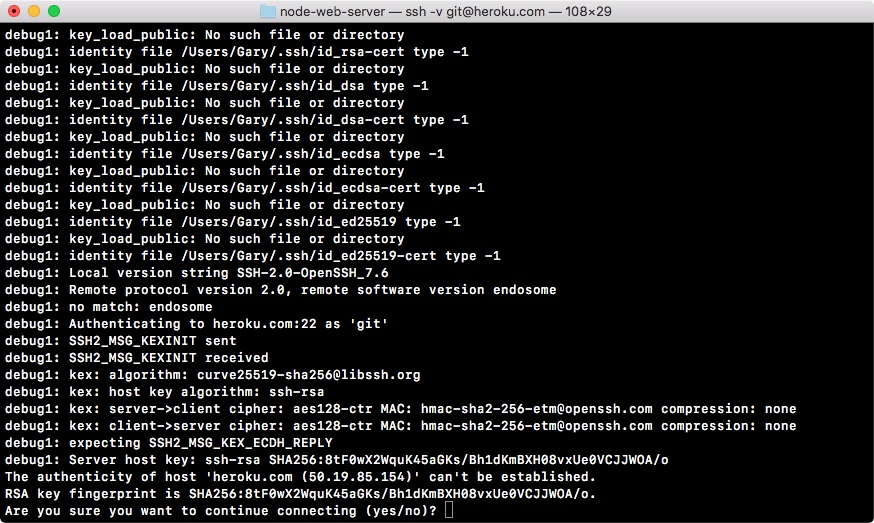 node-web-server — ssh -v git@heroku.com — 108×29
debug1: key_load_public: No such file or directory
debug1: identity file /Users/Gary/.ssh/id_rsa-cert type -1
debug1: key_load_public: No such file or directory
debug1: identity file /Users/Gary/.ssh/id_dsa type -1
debug1: key_load_public: No such file or directory
debug1: identity file /Users/Gary/.ssh/id_dsa-cert type -1
debug1: key_load_public: No such file or directory
debug1: identity file /Users/Gary/.ssh/id_ecdsa type -1
debug1: key_load_public: No such file or directory
debug1: identity file /Users/Gary/.ssh/id_ecdsa-cert type -1
debug1: key_load_public: No such file or directory
debug1: identity file /Users/Gary/.ssh/id_ed25519 type -1
debug1: key_load_public: No such file or directory
debug1: identity file /Users/Gary/.ssh/id_ed25519-cert type -1
debug1: Local version string SSH-2.0-OpenSSH_7.6
debug1: Remote protocol version 2.0, remote software version endosome
debug1: no match: endosome
debug1: Authenticating to heroku.com:22 as 'git'
debug1: SSH2_MSG_KEXINIT sent
debug1: SSH2_MSG_KEXINIT received
debug1: kex: algorithm: curve25519-sha256@libssh.org
debug1: kex: host key algorithm: ssh-rsa
debug1: kex: server->client cipher: aes128-ctr MAC: hmac-sha2-256-etm@openssh.com compression: none
debug1: kex: client->server cipher: aes128-ctr MAC: hmac-sha2-256-etm@openssh.com compression: none
debug1: expecting SSH2_MSG_KEX_ECDH_REPLY
debug1: Server host key: ssh-rsa SHA256:8tF0wX2WquK45aGKs/Bh1dKmBXH08vxUe0VCJJWOA/o
The authenticity of host 'heroku.com (50.19.85.154)' can't be established.
RSA key fingerprint is SHA256:8tF0wX2WquK45aGKs/Bh1dKmBXH08vxUe0VCJJWOA/o.
Are you sure you want to continue connecting (yes/no)?